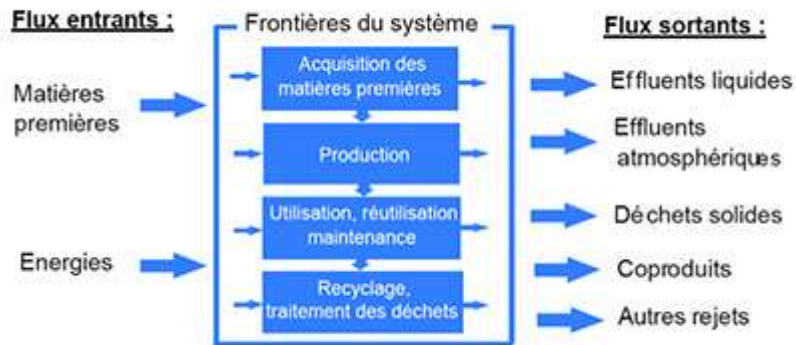 Flux entrants :
Matières
premières
Energies
Frontières du système
Acquisition des
matières premières
Production
Utilisation, réutilisation
maintenance
Recyclage,
traitement des déchets
Flux sortants :
Effluents liquides
Effluents
atmosphériques
Déchets solides
Coproduits
Autres rejets